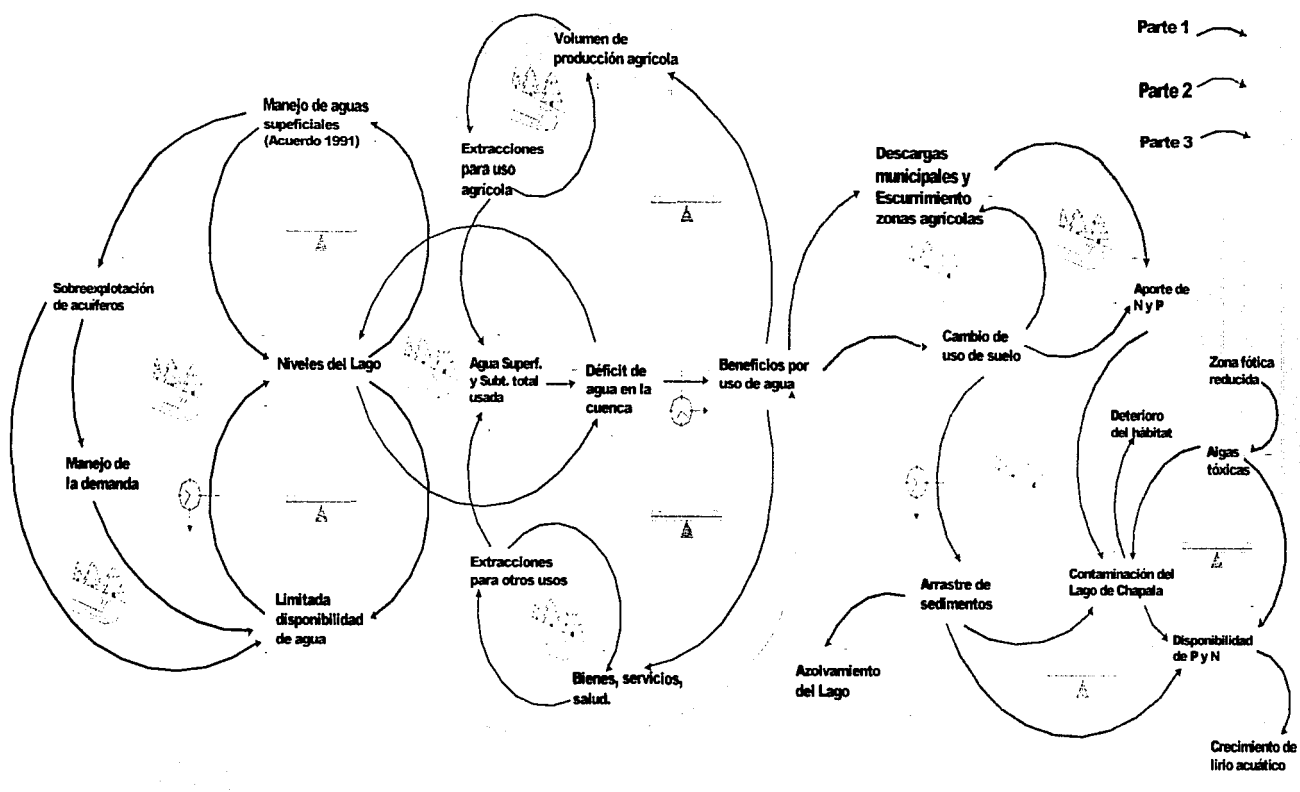 Parte 1
Parte 2
Parte 3
Volumen de
producción agrícola
Manejo de aguas
supeficiales
(Acuerdo 1991)
Extracciones
para uso
agrícola
Descargas
municipales y
Escurrimiento
zonas agrícolas
Sobreexplotación
de acuíferos
Aporte de
N y P
Niveles del Lago
Agua Superf.
y Subt. total
usada
Déficit de
agua en la
cuenca
Beneficios por
uso de agua
Cambio de
uso de suelo
Zona fótica
reducida
Deterioro
del hábitat
Algas
tóxicas
Manejo de
la demanda
Extracciones
para otros usos
Limitada
disponibilidad
de agua
Arrastre de
sedimentos
Contaminación del
Lago de Chapala
Disponibilidad
de P y N
Bienes, servicios,
salud.
Azolvamiento
del Lago
Crecimiento de
lirio acuático